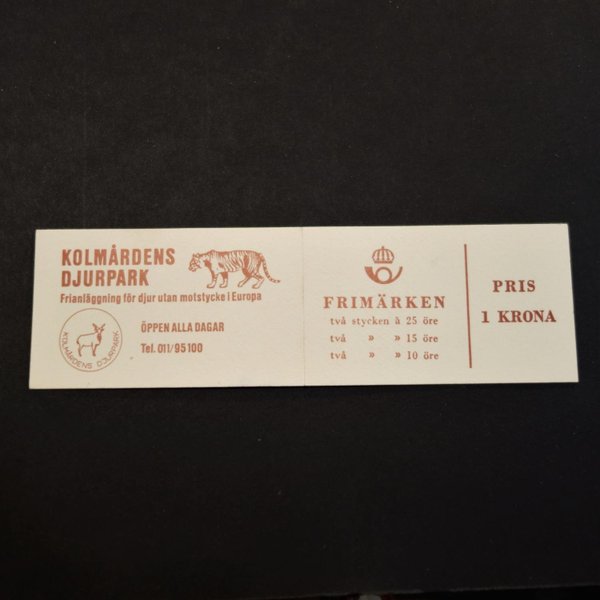 KOLMÅRDENS
DJURPARK
Frianläggning för djur utan motstycke i Europa
KOLMÅRDENS DJURPARK
ÖPPEN ALLA DAGAR
Tel. 011/95100
FRIMÄRKEN
två stycken à 25 öre
två » » 15 öre
två » » 10 öre
PRIS
1 KRONA